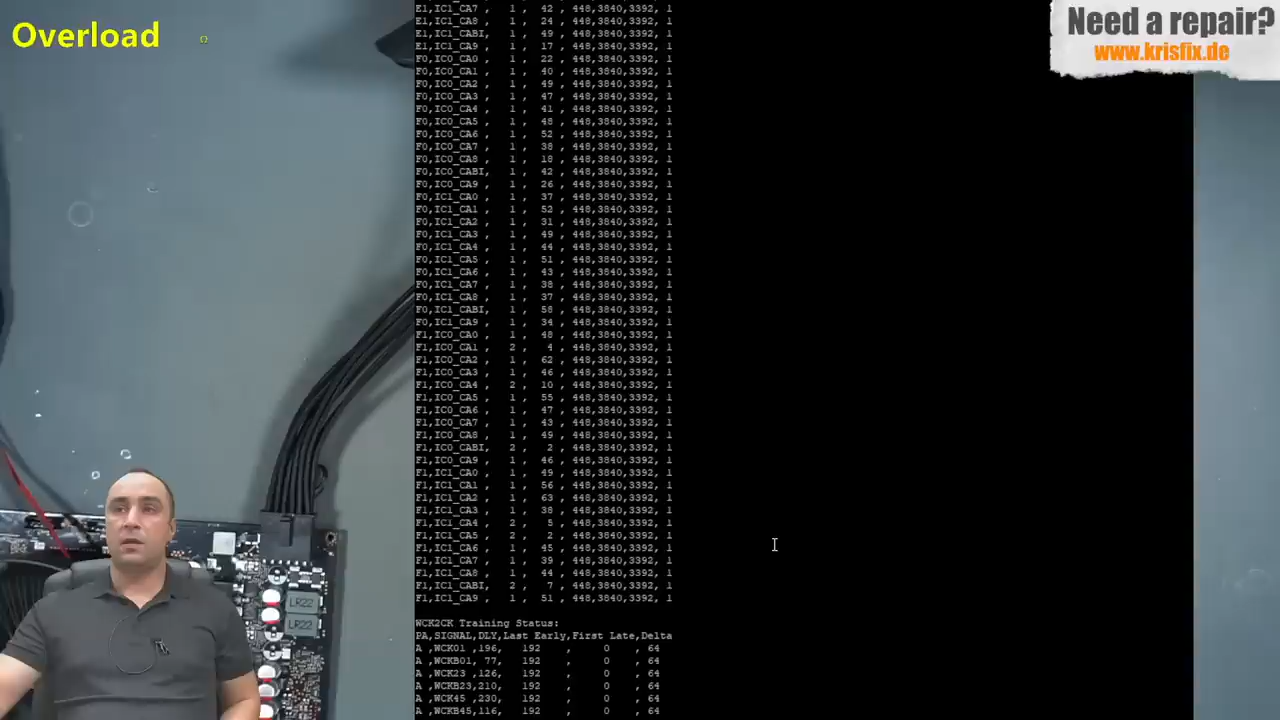 Overload Ω
Need a repair?
www.krisfix.de
E1,IC1_CA7 , 1 , 42 , 448,3840,3392, 1
E1,IC1_CA8 , 1 , 24 , 448,3840,3392, 1
E1,IC1_CABI, 1 , 49 , 448,3840,3392, 1
E1,IC1_CA9 , 1 , 17 , 448,3840,3392, 1
F0,IC0_CA0 , 1 , 22 , 448,3840,3392, 1
F0,IC0_CA1 , 1 , 40 , 448,3840,3392, 1
F0,IC0_CA2 , 1 , 49 , 448,3840,3392, 1
F0,IC0_CA3 , 1 , 47 , 448,3840,3392, 1
F0,IC0_CA4 , 1 , 41 , 448,3840,3392, 1
F0,IC0_CA5 , 1 , 48 , 448,3840,3392, 1
F0,IC0_CA6 , 1 , 52 , 448,3840,3392, 1
F0,IC0_CA7 , 1 , 38 , 448,3840,3392, 1
F0,IC0_CA8 , 1 , 18 , 448,3840,3392, 1
F0,IC0_CABI, 1 , 42 , 448,3840,3392, 1
F0,IC0_CA9 , 1 , 26 , 448,3840,3392, 1
F0,IC1_CA0 , 1 , 37 , 448,3840,3392, 1
F0,IC1_CA1 , 1 , 52 , 448,3840,3392, 1
F0,IC1_CA2 , 1 , 31 , 448,3840,3392, 1
F0,IC1_CA3 , 1 , 49 , 448,3840,3392, 1
F0,IC1_CA4 , 1 , 44 , 448,3840,3392, 1
F0,IC1_CA5 , 1 , 51 , 448,3840,3392, 1
F0,IC1_CA6 , 1 , 43 , 448,3840,3392, 1
F0,IC1_CA7 , 1 , 38 , 448,3840,3392, 1
F0,IC1_CA8 , 1 , 37 , 448,3840,3392, 1
F0,IC1_CABI, 1 , 58 , 448,3840,3392, 1
F0,IC1_CA9 , 1 , 34 , 448,3840,3392, 1
F1,IC0_CA0 , 1 , 48 , 448,3840,3392, 1
F1,IC0_CA1 , 2 , 4 , 448,3840,3392, 1
F1,IC0_CA2 , 1 , 62 , 448,3840,3392, 1
F1,IC0_CA3 , 1 , 46 , 448,3840,3392, 1
F1,IC0_CA4 , 2 , 10 , 448,3840,3392, 1
F1,IC0_CA5 , 1 , 55 , 448,3840,3392, 1
F1,IC0_CA6 , 1 , 47 , 448,3840,3392, 1
F1,IC0_CA7 , 1 , 43 , 448,3840,3392, 1
F1,IC0_CA8 , 1 , 49 , 448,3840,3392, 1
F1,IC0_CABI, 2 , 2 , 448,3840,3392, 1
F1,IC0_CA9 , 1 , 46 , 448,3840,3392, 1
F1,IC1_CA0 , 1 , 49 , 448,3840,3392, 1
F1,IC1_CA1 , 1 , 56 , 448,3840,3392, 1
F1,IC1_CA2 , 1 , 63 , 448,3840,3392, 1
F1,IC1_CA3 , 1 , 38 , 448,3840,3392, 1
F1,IC1_CA4 , 2 , 5 , 448,3840,3392, 1
F1,IC1_CA5 , 2 , 2 , 448,3840,3392, 1
F1,IC1_CA6 , 1 , 45 , 448,3840,3392, 1
F1,IC1_CA7 , 1 , 39 , 448,3840,3392, 1
F1,IC1_CA8 , 1 , 44 , 448,3840,3392, 1
F1,IC1_CABI, 2 , 7 , 448,3840,3392, 1
F1,IC1_CA9 , 1 , 51 , 448,3840,3392, 1
WCK2CK Training Status:
PA,SIGNAL,DLY,Last Early,First Late,Delta
A ,WCK01 ,196, 192 , 0 , 64
A ,WCKB01, 77, 192 , 0 , 64
A ,WCK23 ,126, 192 , 0 , 64
A ,WCKB23,210, 192 , 0 , 64
A ,WCK45 ,230, 192 , 0 , 64
A ,WCKB45,116, 192 , 0 , 64
LR22
LR22